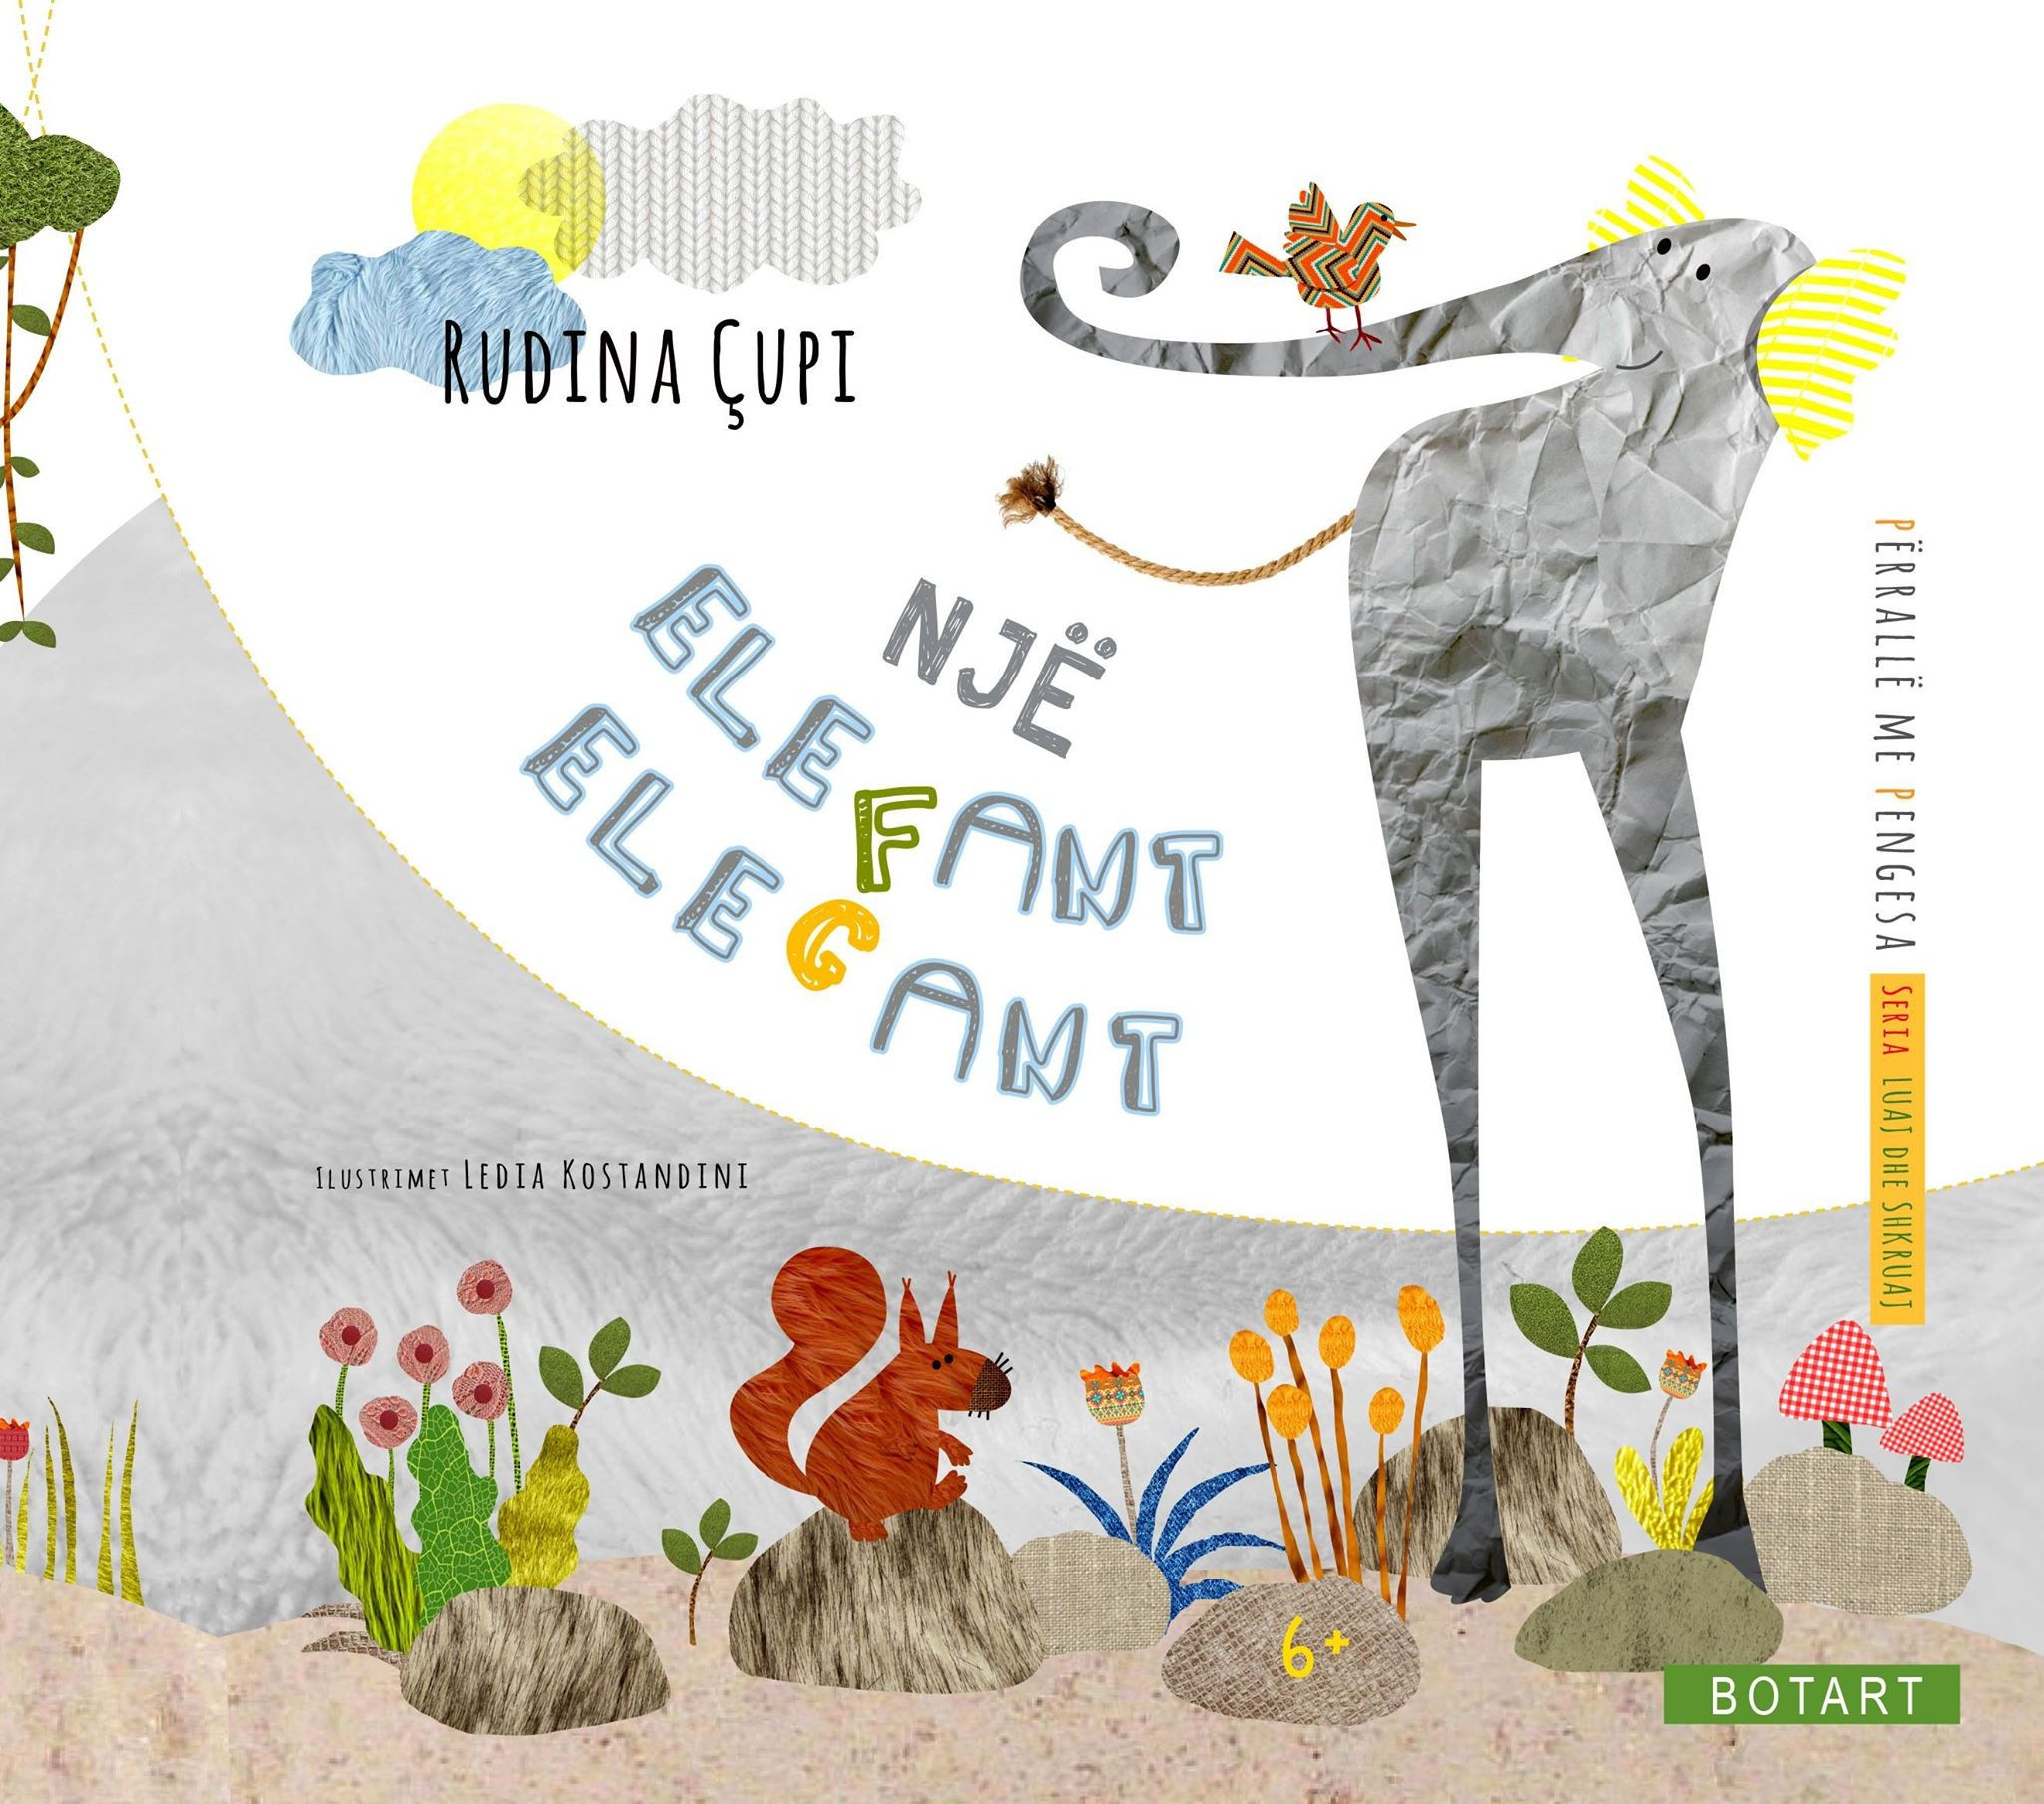 RUDINA ÇUPI
NJË
ELEFANT
ELEGANT
ILUSTRIMET LEDIA KOSTANDINI
PËRRALLË ME PENGESA
SERIA LUAJ DHE SHKRUAJ
6+
BOTART